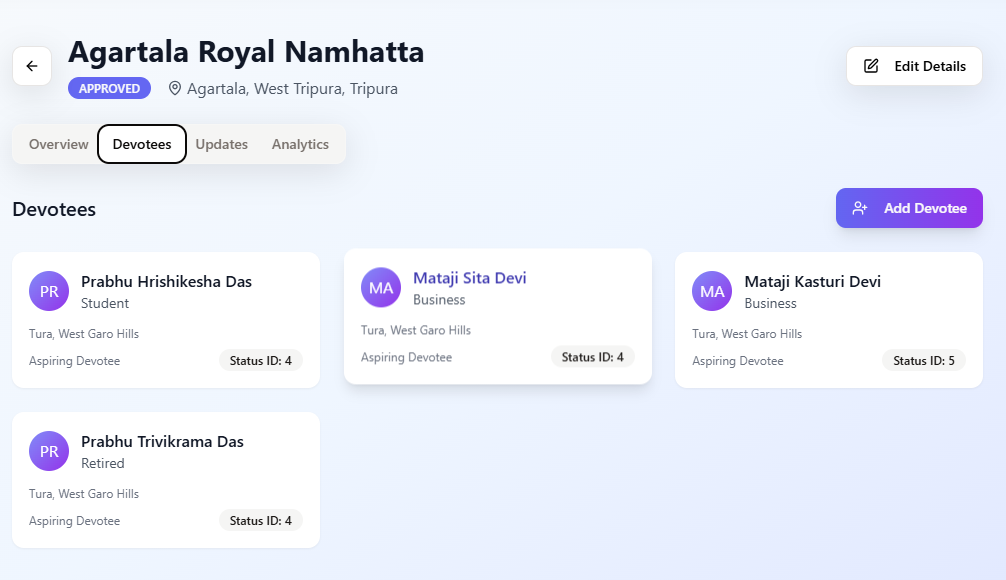 Agartala Royal Namhatta
APPROVED
Agartala, West Tripura, Tripura
Edit Details
Overview
Devotees
Updates
Analytics
Devotees
Add Devotee
PR
Prabhu Hrishikesha Das
Student
Tura, West Garo Hills
Aspiring Devotee
Status ID: 4
MA
Mataji Sita Devi
Business
Tura, West Garo Hills
Aspiring Devotee
Status ID: 4
MA
Mataji Kasturi Devi
Business
Tura, West Garo Hills
Aspiring Devotee
Status ID: 5
PR
Prabhu Trivikrama Das
Retired
Tura, West Garo Hills
Aspiring Devotee
Status ID: 4